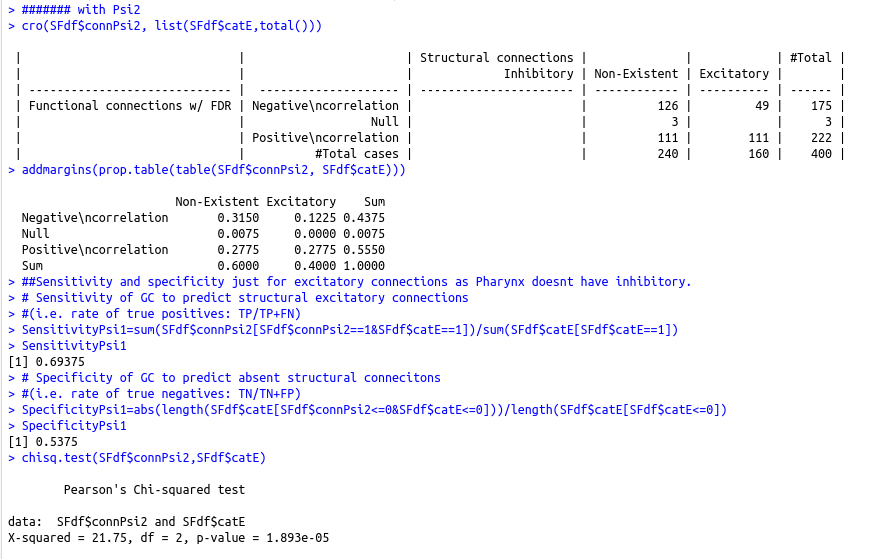 > ####### with Psi2
> cro(SFdf$connPsi2, list(SFdf$catE,total()))
| | | Structural connections | | | #Total |
| | | Inhibitory | Non-Existent | Excitatory | |
| ---------------------------- | -------------------- | ---------------------- | ------------ | ---------- | ------ |
| Functional connections w/ FDR | Negative\ncorrelation | | 126 | 49 | 175 |
| | Null | | 3 | | 3 |
| | Positive\ncorrelation | | 111 | 111 | 222 |
| | #Total cases | | 240 | 160 | 400 |
> addmargins(prop.table(table(SFdf$connPsi2, SFdf$catE)))
Non-Existent Excitatory Sum
Negative\ncorrelation 0.3150 0.1225 0.4375
Null 0.0075 0.0000 0.0075
Positive\ncorrelation 0.2775 0.2775 0.5550
Sum 0.6000 0.4000 1.0000
> ##Sensitivity and specificity just for excitatory connections as Pharynx doesnt have inhibitory.
> # Sensitivity of GC to predict structural excitatory connections
> #(i.e. rate of true positives: TP/TP+FN)
> SensitivityPsi1=sum(SFdf$connPsi2[SFdf$connPsi2==1&SFdf$catE==1])/sum(SFdf$catE[SFdf$catE==1])
> SensitivityPsi1
[1] 0.69375
> # Specificity of GC to predict absent structural connecitons
> #(i.e. rate of true negatives: TN/TN+FP)
> SpecificityPsi1=abs(length(SFdf$catE[SFdf$connPsi2<=0&SFdf$catE<=0]))/length(SFdf$catE[SFdf$catE<=0])
> SpecificityPsi1
[1] 0.5375
> chisq.test(SFdf$connPsi2,SFdf$catE)
Pearson's Chi-squared test
data: SFdf$connPsi2 and SFdf$catE
X-squared = 21.75, df = 2, p-value = 1.893e-05